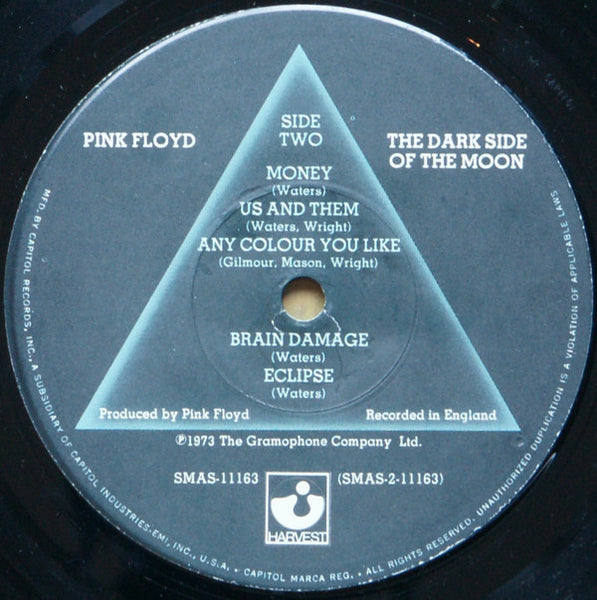 SIDE
TWO
PINK FLOYD
THE DARK SIDE
OF THE MOON
MONEY
(Waters)
US AND THEM
(Waters, Wright)
ANY COLOUR YOU LIKE
(Gilmour, Mason, Wright)
BRAIN DAMAGE
(Waters)
ECLIPSE
(Waters)
Produced by Pink Floyd
Recorded in England
℗1973 The Gramophone Company Ltd.
SMAS-11163
(SMAS-2-11163)
HARVEST
MFD. BY CAPITOL RECORDS, INC., A SUBSIDIARY OF CAPITOL INDUSTRIES-EMI, INC., U.S.A. • CAPITOL MARCA REG. • ALL RIGHTS RESERVED. UNAUTHORIZED DUPLICATION IS A VIOLATION OF APPLICABLE LAWS